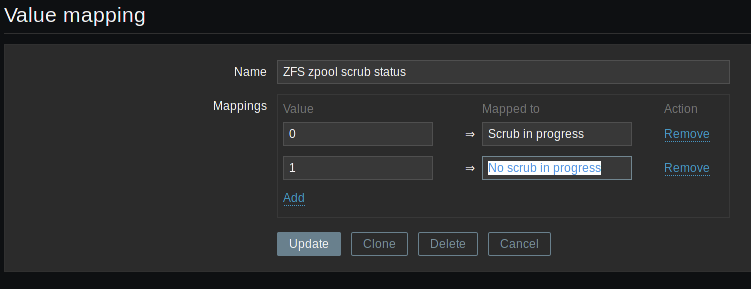 Value mapping
Name ZFS zpool scrub status
Mappings Value Mapped to Action
0 ⇒ Scrub in progress Remove
1 ⇒ No scrub in progress Remove
Add
Update Clone Delete Cancel